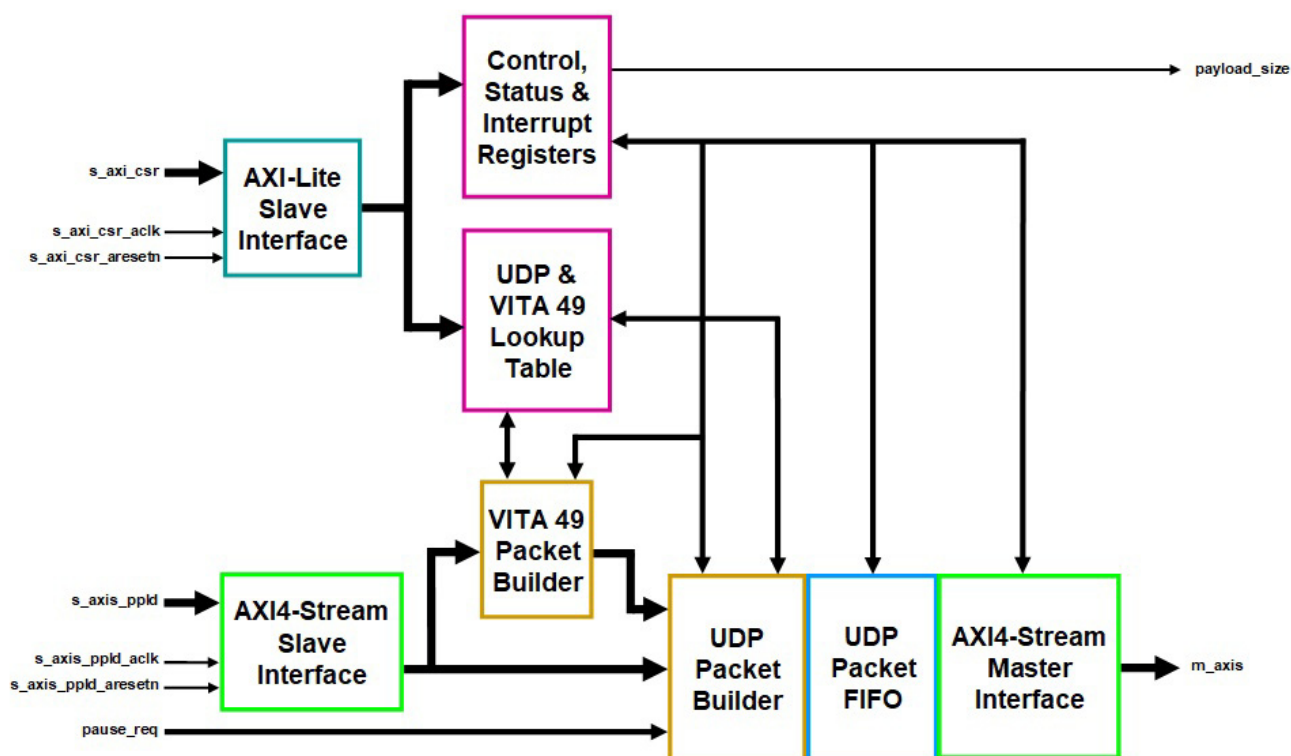 Control,
Status &
Interrupt
Registers
payload_size
s_axi_csr
AXI-Lite
Slave
Interface
s_axi_csr_aclk
s_axi_csr_aresetn
UDP &
VITA 49
Lookup
Table
VITA 49
Packet
Builder
s_axis_ppld
AXI4-Stream
Slave
Interface
s_axis_ppld_aclk
s_axis_ppld_aresetn
pause_req
UDP
Packet
Builder
UDP
Packet
FIFO
AXI4-Stream
Master
Interface
m_axis